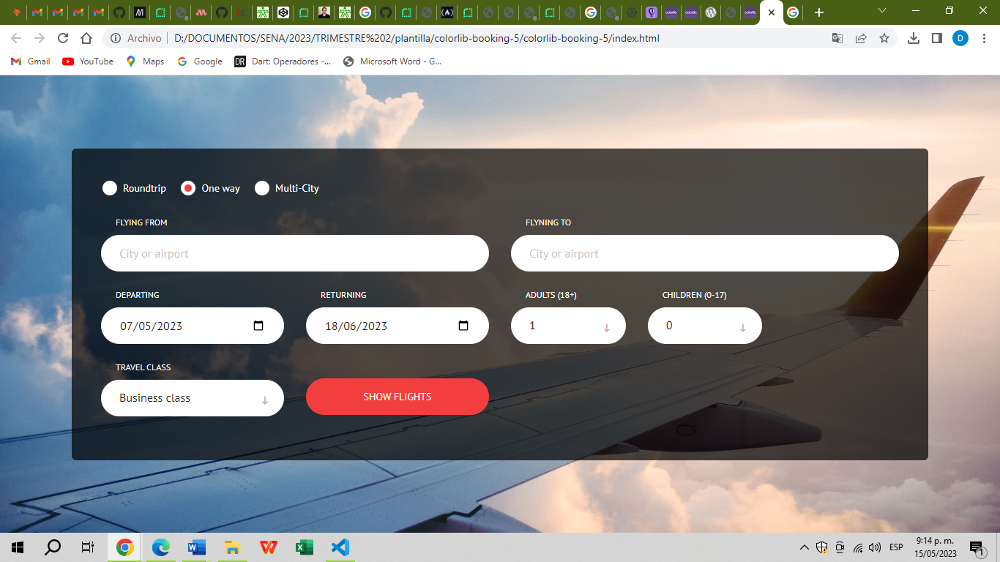 Archivo
D:/DOCUMENTOS/SENA/2023/TRIMESTRE%202/plantilla/colorlib-booking-5/colorlib-booking-5/index.html
D
Gmail YouTube Maps Google DR Dart: Operadores -... Microsoft Word - G...
Roundtrip One way Multi-City
FLYING FROM FLYNING TO
City or airport City or airport
DEPARTING RETURNING ADULTS (18+) CHILDREN (0-17)
07/05/2023 18/06/2023 1 0
TRAVEL CLASS
Business class SHOW FLIGHTS
ESP
9:14 p. m.
15/05/2023
1